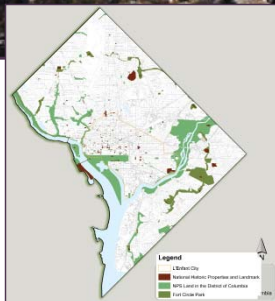 Legend
L'Enfant City
National Historic Properties and Landmark
NPS Land in the District of Columbia
Fort Circle Park